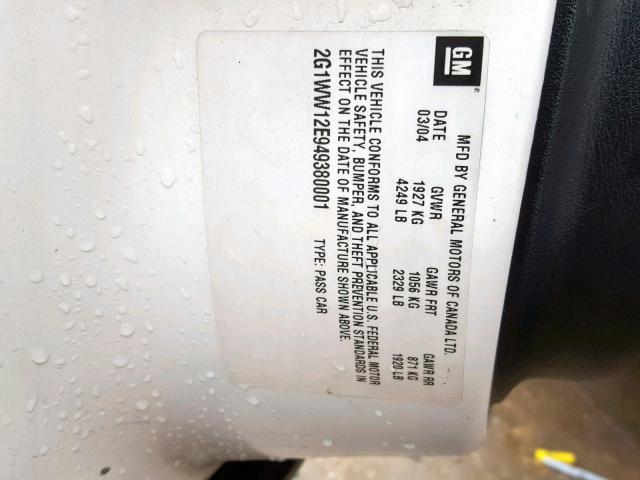 GM
MFD BY GENERAL MOTORS OF CANADA LTD.
DATE GVWR GAWR FRT GAWR RR
03/04 1927 KG 1056 KG 871 KG
4249 LB 2329 LB 1920 LB
THIS VEHICLE CONFORMS TO ALL APPLICABLE U.S. FEDERAL MOTOR
VEHICLE SAFETY, BUMPER, AND THEFT PREVENTION STANDARDS IN
EFFECT ON THE DATE OF MANUFACTURE SHOWN ABOVE.
2G1WW12E949380001 TYPE: PASS CAR